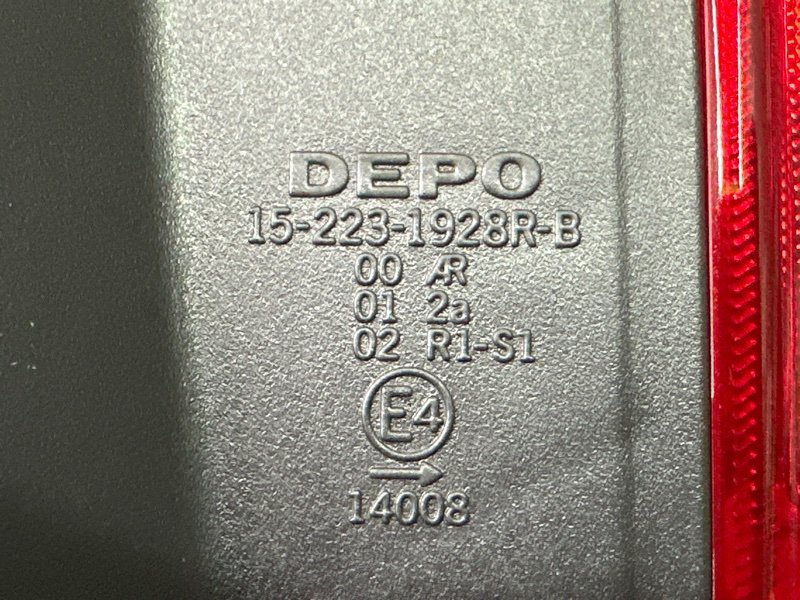 DEPO
15-223-1928R-B
00 AR
01 2a
02 R1-S1
E4
→
14008